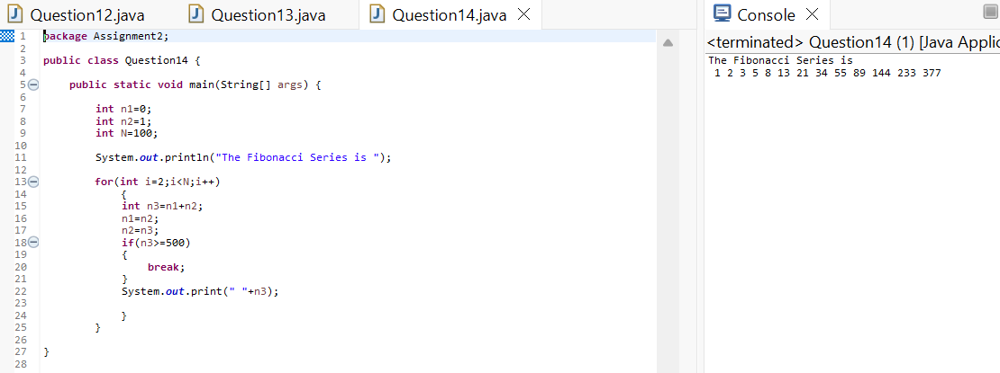 Question12.java Question13.java Question14.java
1 package Assignment2;
2
3 public class Question14 {
4
5 public static void main(String[] args) {
6
7 int n1=0;
8 int n2=1;
9 int N=100;
10
11 System.out.println("The Fibonacci Series is ");
12
13 for(int i=2;i<N;i++)
14 {
15 int n3=n1+n2;
16 n1=n2;
17 n2=n3;
18 if(n3>=500)
19 {
20 break;
21 }
22 System.out.print(" "+n3);
23
24 }
25 }
26
27 }
28
Console
<terminated> Question14 (1) [Java Applic
The Fibonacci Series is
1 2 3 5 8 13 21 34 55 89 144 233 377